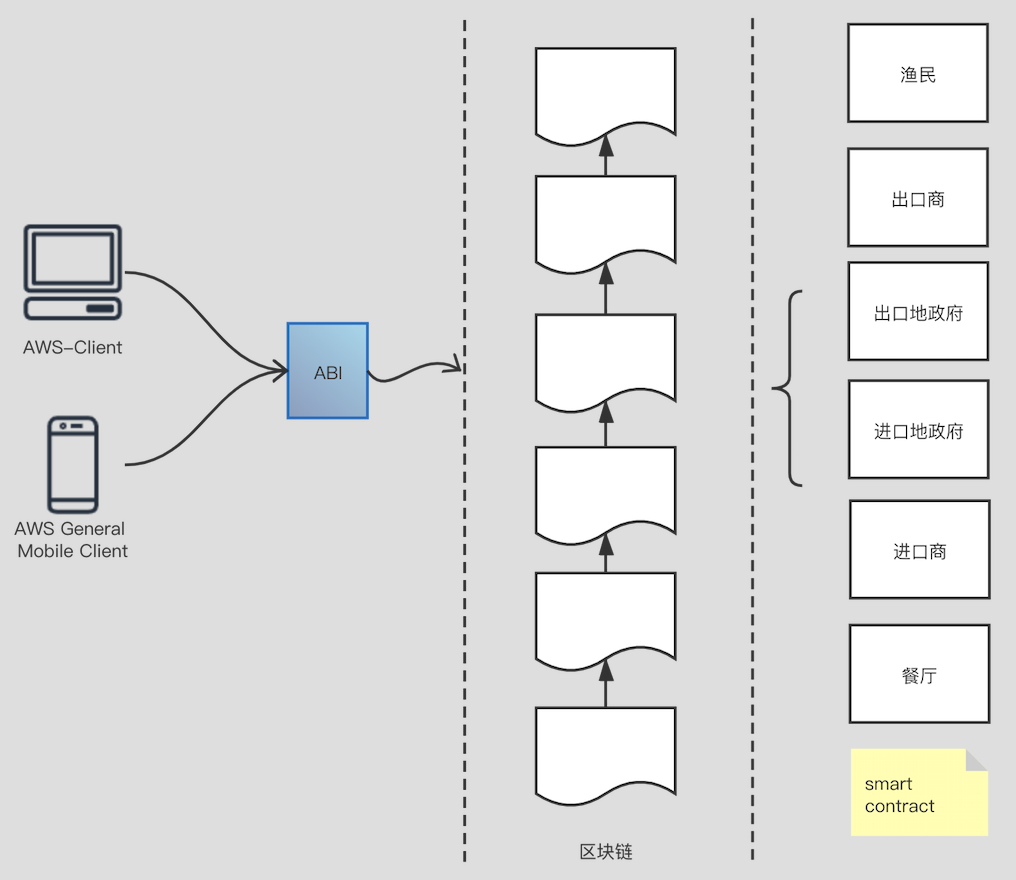 AWS-Client
AWS General
Mobile Client
ABI
区块链
渔民
出口商
出口地政府
进口地政府
进口商
餐厅
smart
contract